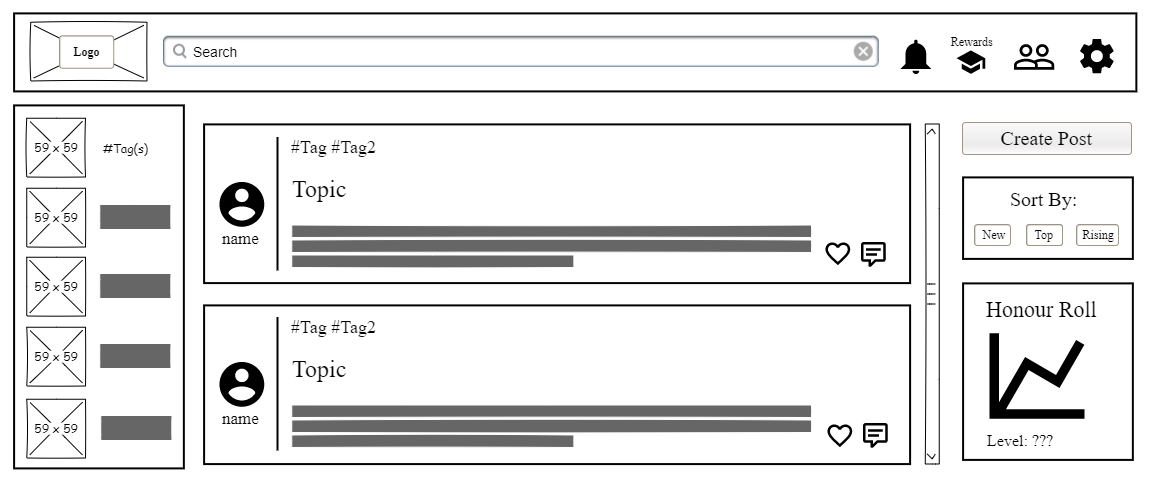 Logo
Search
Rewards
59 x 59
#Tag(s)
59 x 59
59 x 59
59 x 59
59 x 59
#Tag #Tag2
Topic
name
#Tag #Tag2
Topic
name
Create Post
Sort By:
New Top Rising
Honour Roll
Level: ???